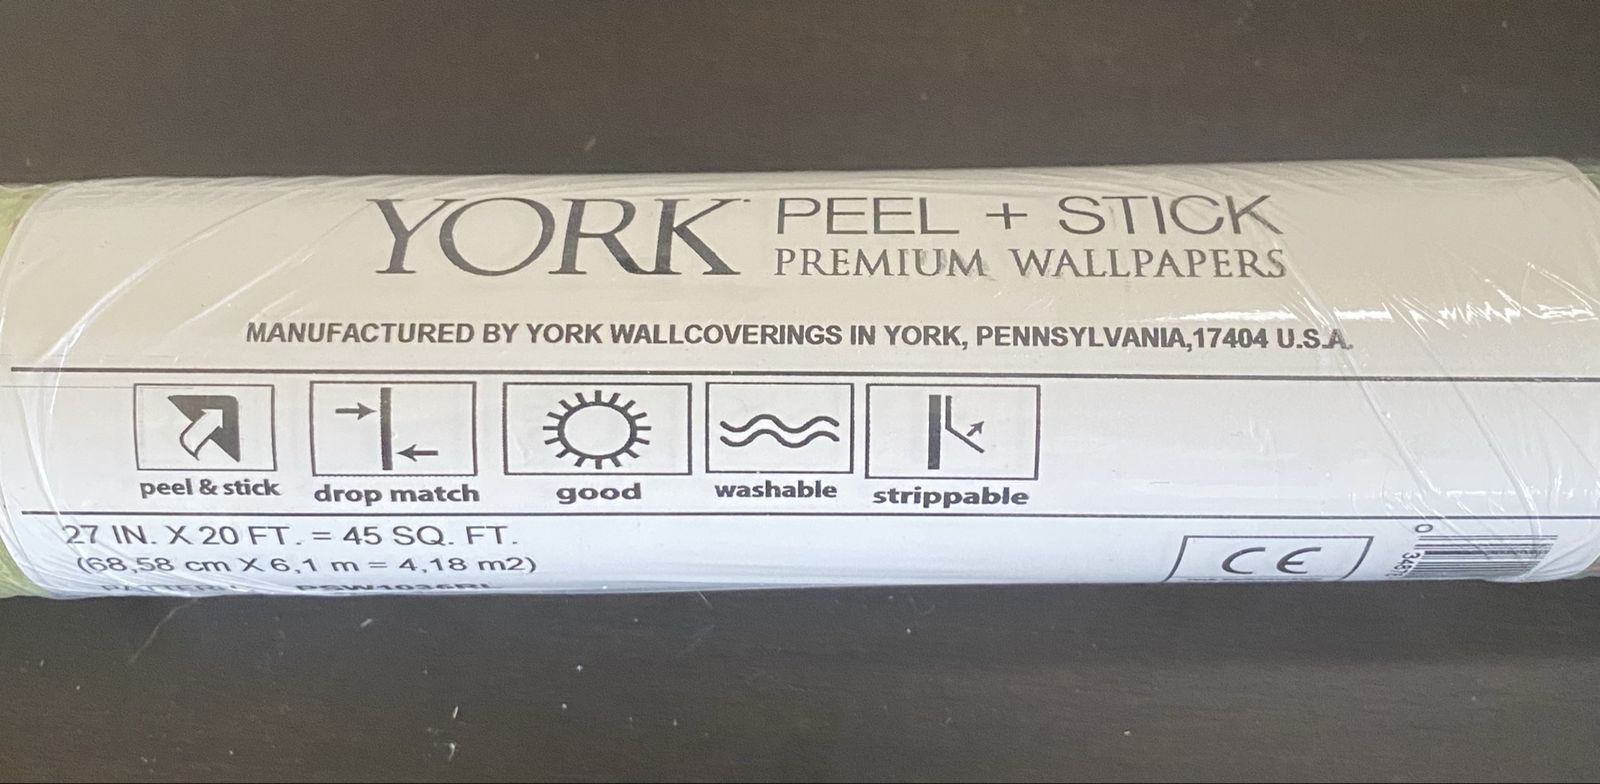 YORK PEEL + STICK
PREMIUM WALLPAPERS
MANUFACTURED BY YORK WALLCOVERINGS IN YORK, PENNSYLVANIA,17404 U.S.A.
peel & stick drop match good washable strippable
27 IN. X 20 FT. = 45 SQ. FT.
(68,58 cm X 6,1 m = 4,18 m2)
CE
0